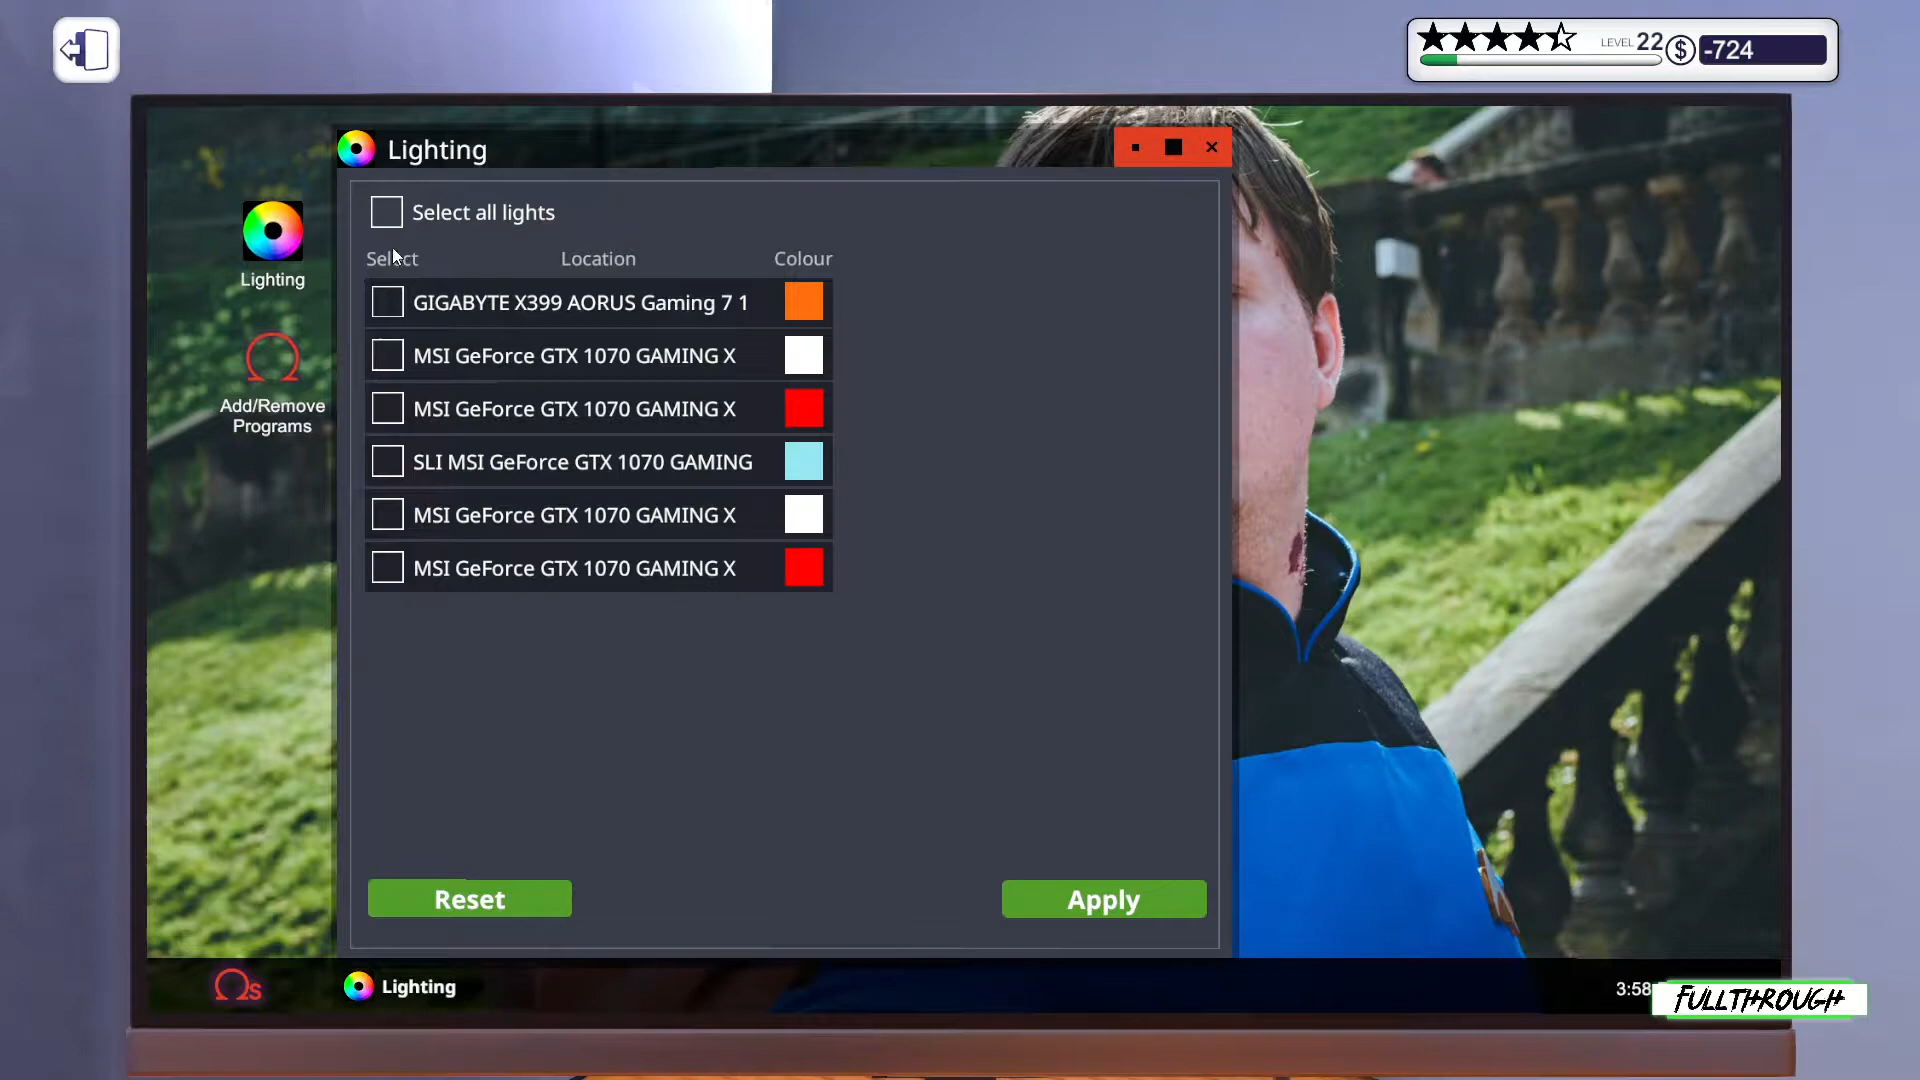 LEVEL 22
$ -724
Lighting
Select all lights
Select Location Colour
GIGABYTE X399 AORUS Gaming 7 1
MSI GeForce GTX 1070 GAMING X
MSI GeForce GTX 1070 GAMING X
SLI MSI GeForce GTX 1070 GAMING
MSI GeForce GTX 1070 GAMING X
MSI GeForce GTX 1070 GAMING X
Lighting
Add/Remove
Programs
Reset Apply
Ωs Lighting 3:58
FULLTHROUGH